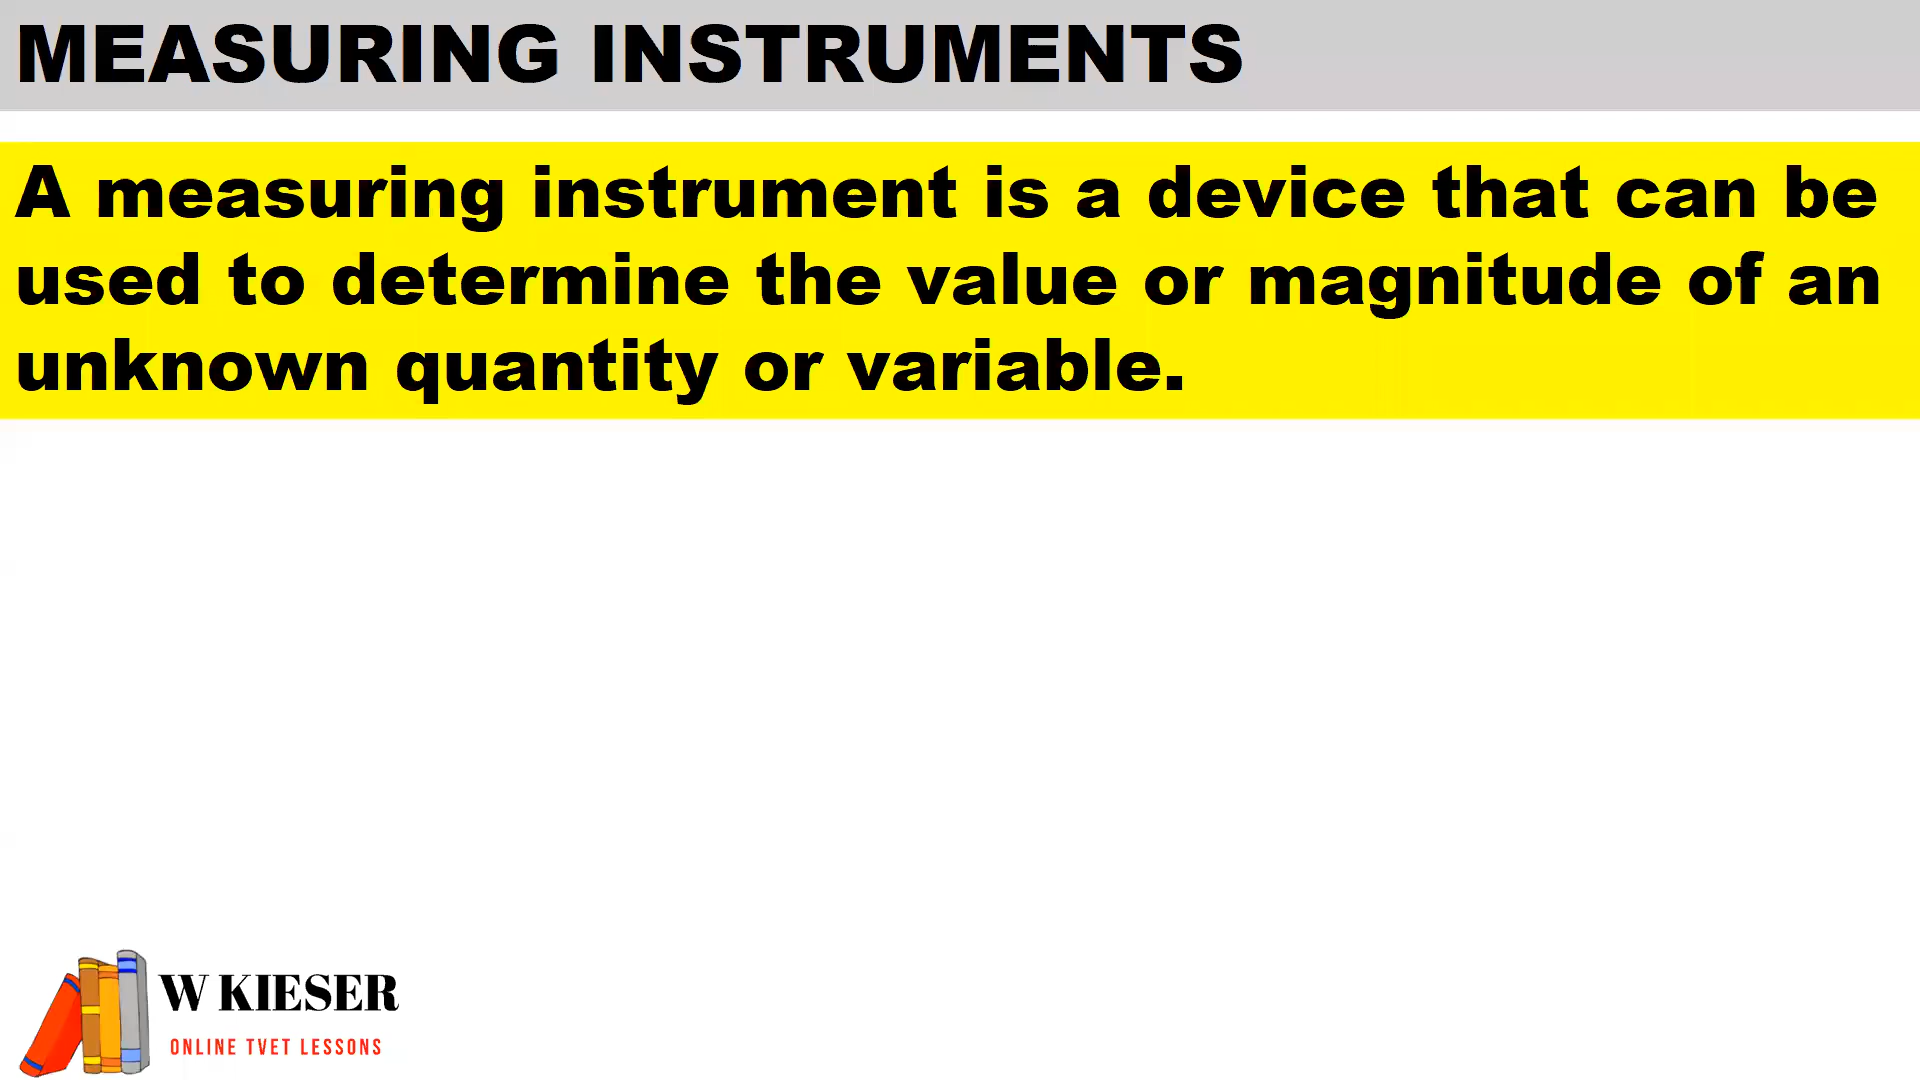 MEASURING INSTRUMENTS
A measuring instrument is a device that can be
used to determine the value or magnitude of an
unknown quantity or variable.
W KIESER
ONLINE TVET LESSONS